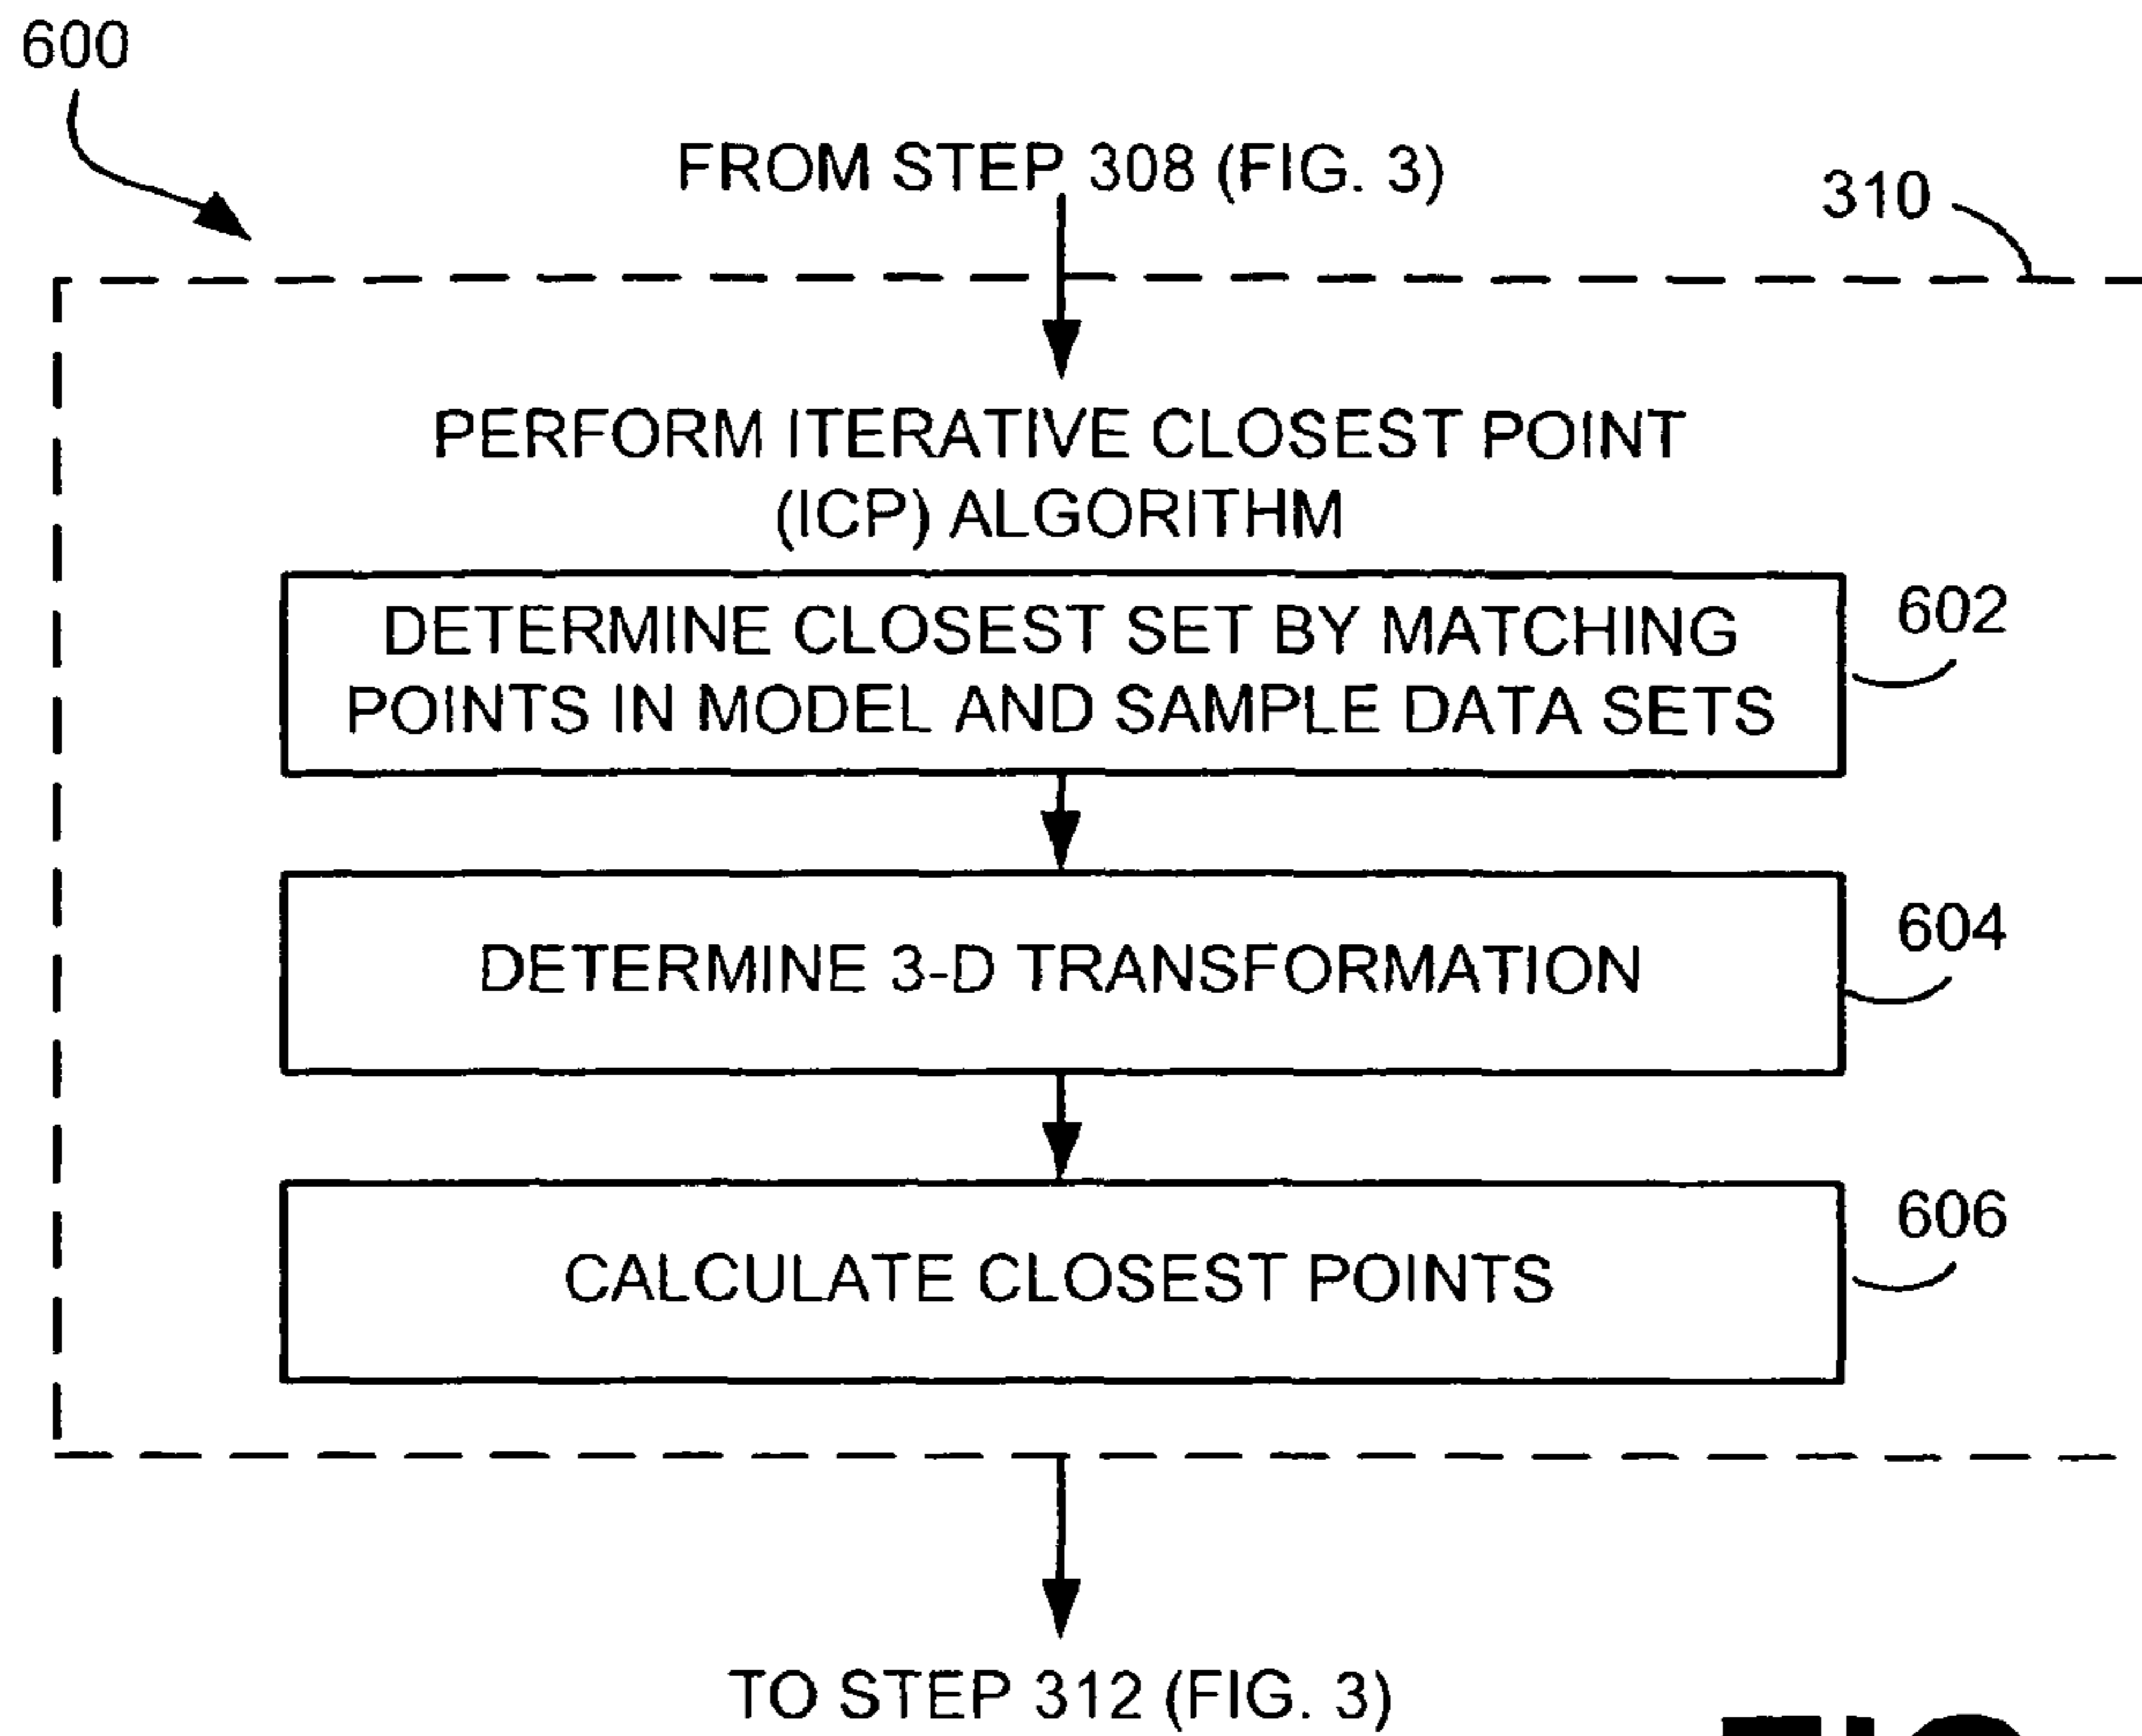 600
FROM STEP 308 (FIG. 3)
310
PERFORM ITERATIVE CLOSEST POINT
(ICP) ALGORITHM
DETERMINE CLOSEST SET BY MATCHING
POINTS IN MODEL AND SAMPLE DATA SETS
602
DETERMINE 3-D TRANSFORMATION
604
CALCULATE CLOSEST POINTS
606
TO STEP 312 (FIG. 3)